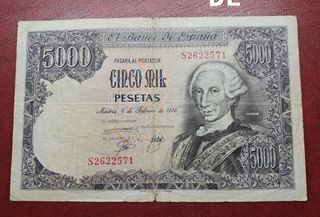 DE
5000
El Banco de España
5000
PAGARA AL PORTADOR
S2622571
CINCO MIL
PESETAS
Madrid, 6 de Febrero de 1976
S2622571
5000